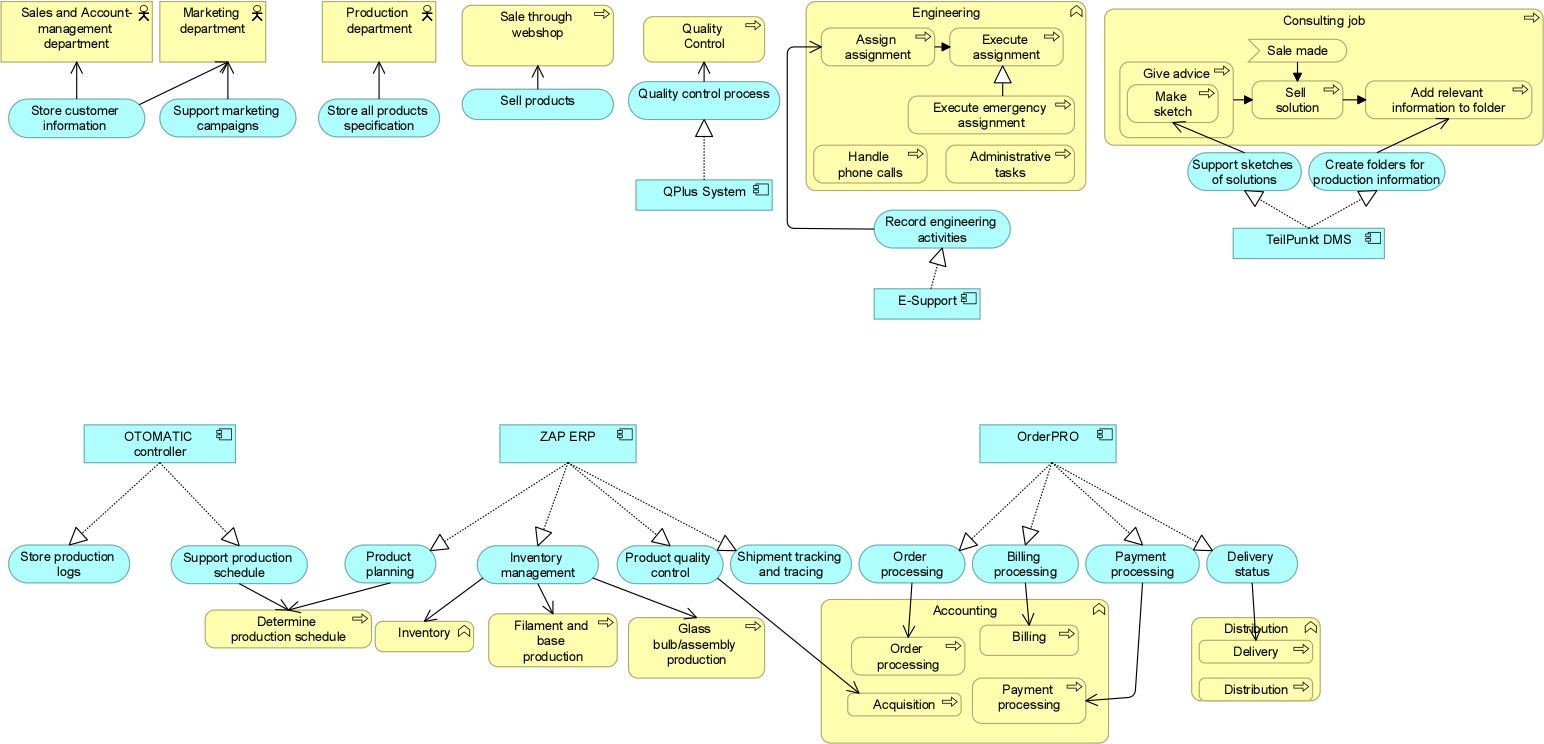 Sales and Account-
management
department
Marketing
department
Production
department
Sale through
webshop
Quality
Control
Engineering
Assign
assignment
Execute
assignment
Execute emergency
assignment
Handle
phone calls
Administrative
tasks
Consulting job
Sale made
Give advice
Make
sketch
Sell
solution
Add relevant
information to folder
Store customer
information
Support marketing
campaigns
Store all products
specification
Sell products
Quality control process
QPlus System
Record engineering
activities
E-Support
Support sketches
of solutions
Create folders for
production information
TeilPunkt DMS
OTOMATIC
controller
ZAP ERP
OrderPRO
Store production
logs
Support production
schedule
Product
planning
Inventory
management
Product quality
control
Shipment tracking
and tracing
Order
processing
Billing
processing
Payment
processing
Delivery
status
Determine
production schedule
Inventory
Filament and
base
production
Glass
bulb/assembly
production
Accounting
Order
processing
Billing
Acquisition
Payment
processing
Distribution
Delivery
Distribution